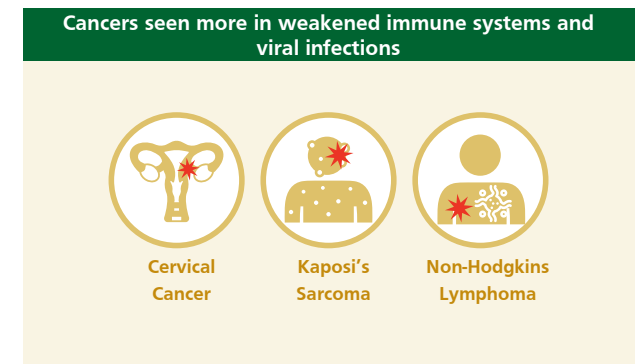 Cancers seen more in weakened immune systems and
viral infections
Cervical
Cancer
Kaposi's
Sarcoma
Non-Hodgkins
Lymphoma